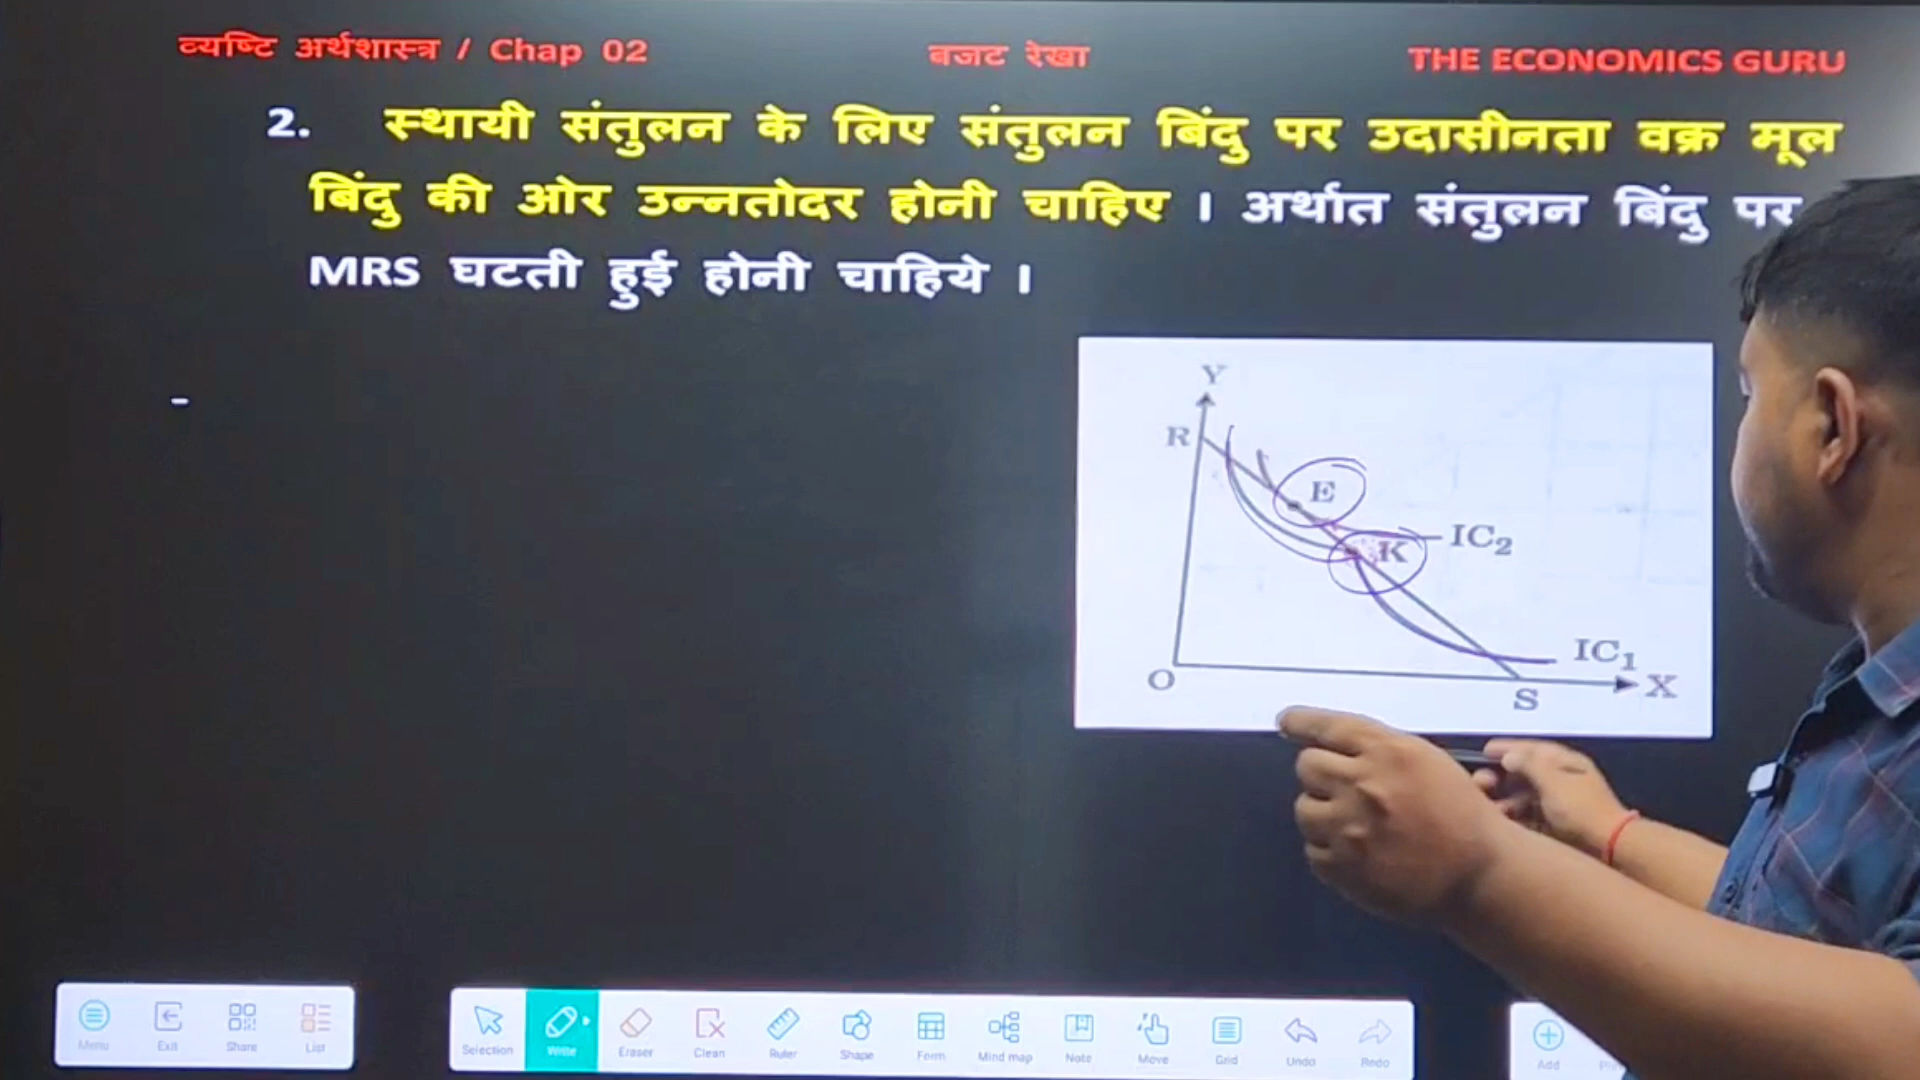 व्यष्टि अर्थशास्त्र / Chap 02
बजट रेखा
THE ECONOMICS GURU
2. स्थायी संतुलन के लिए संतुलन बिंदु पर उदासीनता वक्र मूल
बिंदु की ओर उन्नतोदर होनी चाहिए । अर्थात संतुलन बिंदु पर
MRS घटती हुई होनी चाहिये ।
-
Y
R
E
K
IC2
IC1
O
S
X
Menu
Exit
Share
List
Selection
Write
Eraser
Clean
Ruler
Shape
Form
Mind map
Note
Move
Grid
Undo
Redo
Add